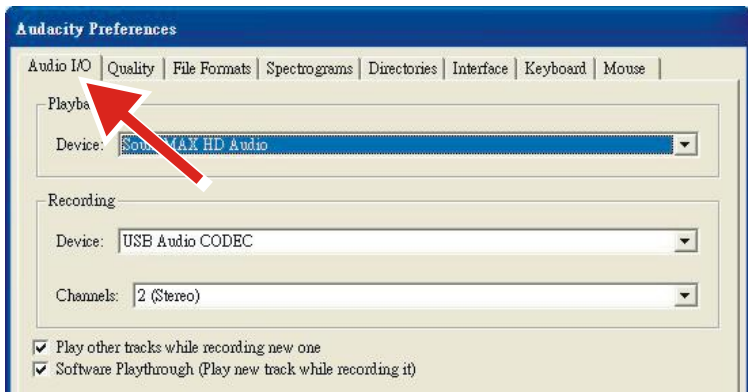 Audacity Preferences
Audio I/O Quality File Formats Spectrograms Directories Interface Keyboard Mouse
Device: HD Audio
Recording
Device: USB Audio CODEC
Channels: 2 (Stereo)
Play other tracks while recording new one
Software Playthrough (Play new track while recording it)